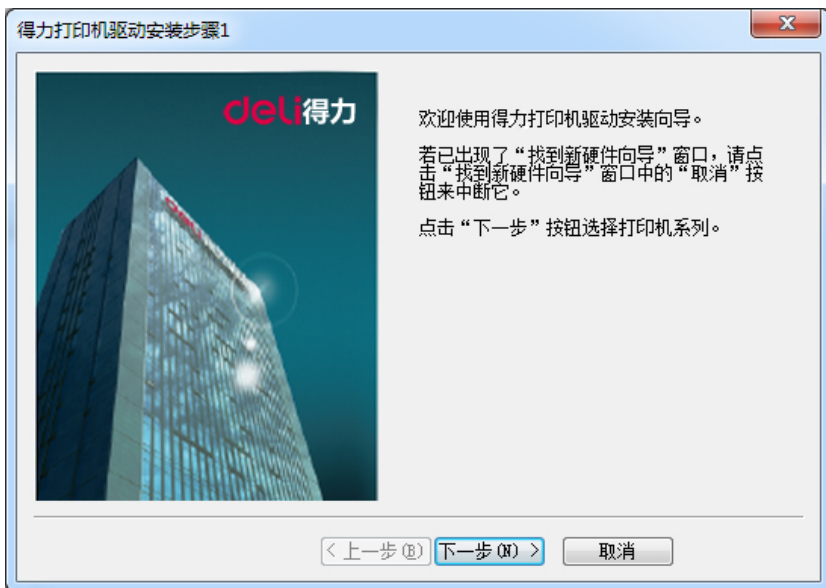 得力打印机驱动安装步骤1
deli得力
deli
欢迎使用得力打印机驱动安装向导。
若已出现了“找到新硬件向导”窗口，请点
击“找到新硬件向导”窗口中的“取消”按
钮来中断它。
点击“下一步”按钮选择打印机系列。
< 上一步(B) 下一步(N) > 取消